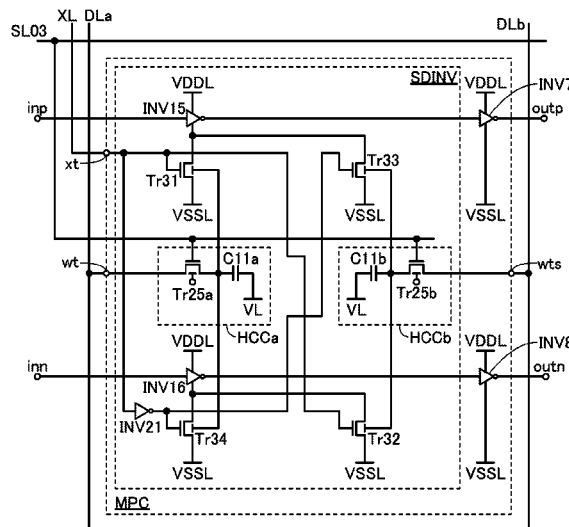 XL DLa DLb
SL03
SDINV
VDDL VDDL INV7
inp INV15 outp
xt Tr31 Tr33
VSSL VSSL VSSL
wt C11a C11b wts
Tr25a VL VL Tr25b
HCCa HCCb
VDDL VDDL INV8
inn INV16 outn
INV21 Tr34 Tr32
VSSL VSSL VSSL
MPC